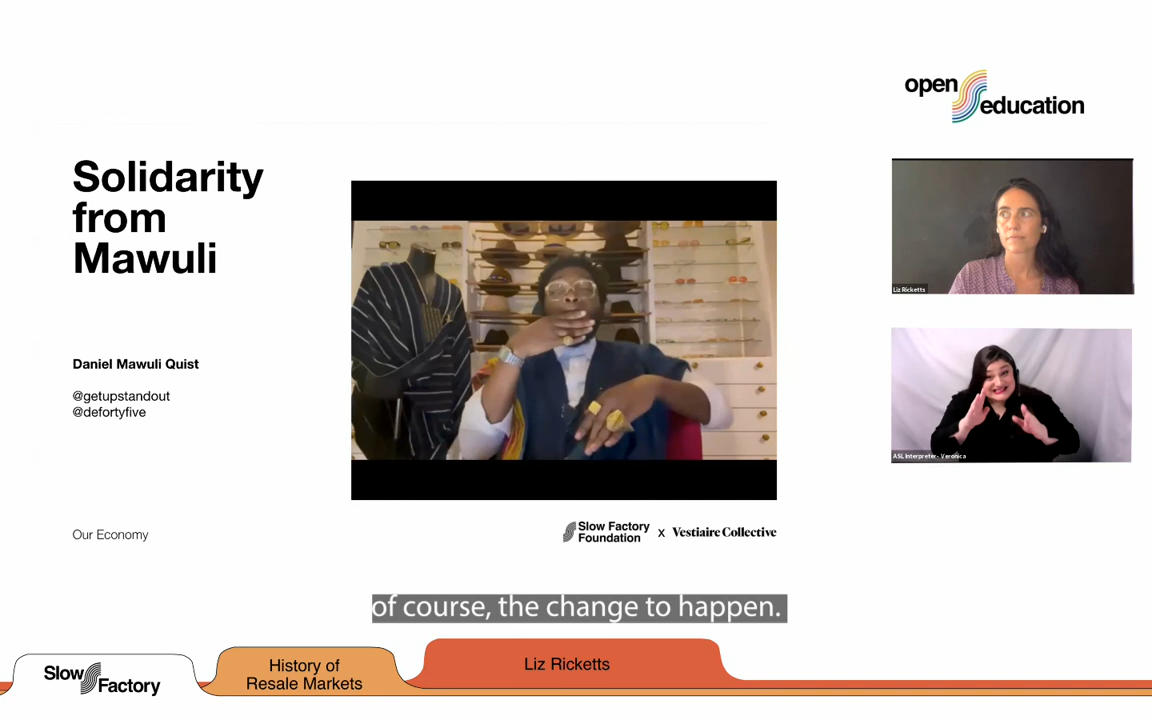 open
education
Solidarity
from
Mawuli
Liz Ricketts
Daniel Mawuli Quist
@getupstandout
@defortyfive
ASL Interpreter- Veronica
Our Economy
Slow Factory
Foundation
x
Vestiaire Collective
of course, the change to happen.
Slow
Factory
History of
Resale Markets
Liz Ricketts